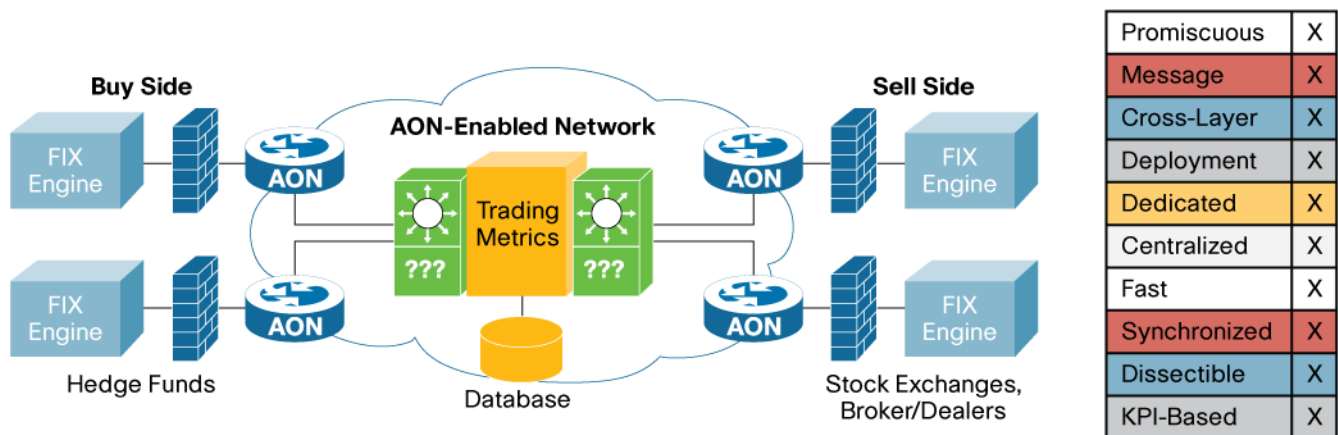 Buy Side
Sell Side
AON-Enabled Network
FIX
Engine
AON
Trading
Metrics
???
???
AON
FIX
Engine
FIX
Engine
AON
AON
FIX
Engine
Hedge Funds
Database
Stock Exchanges,
Broker/Dealers
Promiscuous X
Message X
Cross-Layer X
Deployment X
Dedicated X
Centralized X
Fast X
Synchronized X
Dissectible X
KPI-Based X